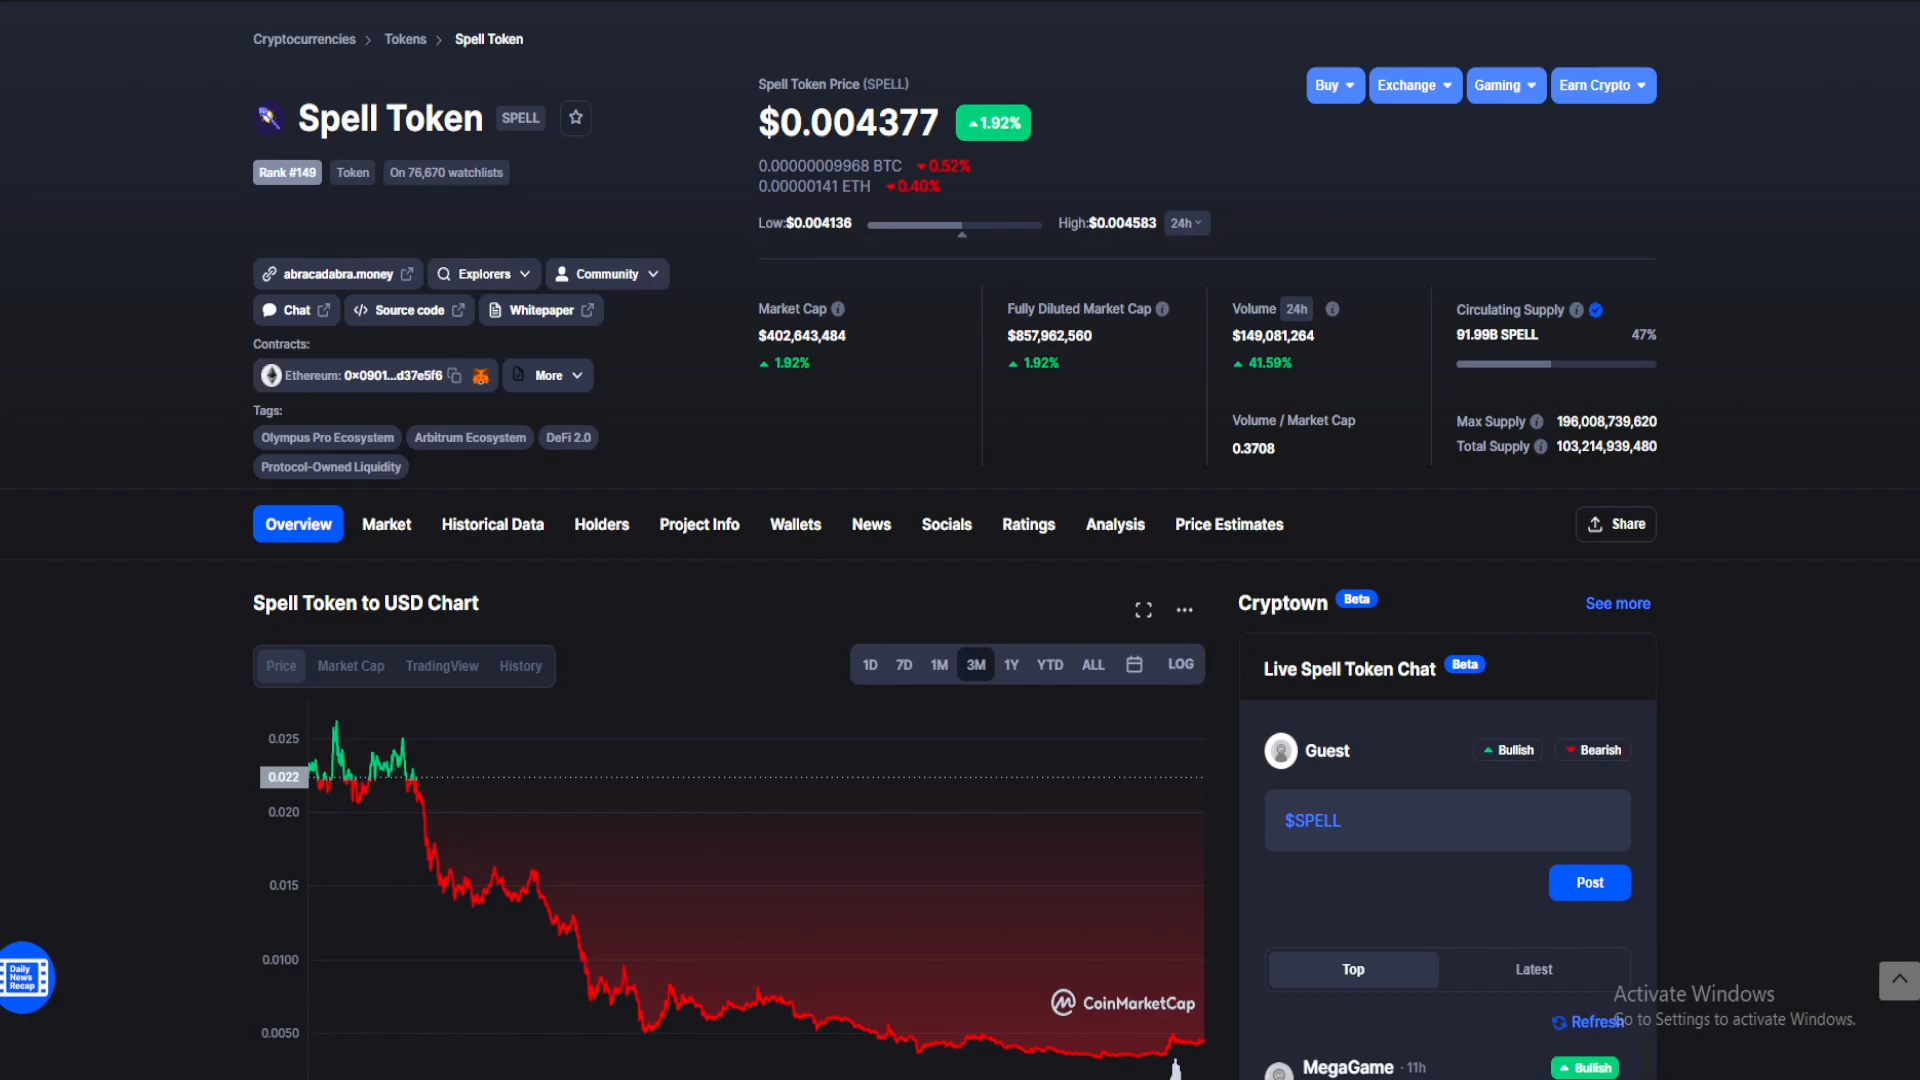 Cryptocurrencies > Tokens > Spell Token
Spell Token SPELL
Rank #149 Token On 76,670 watchlists
abracadabra.money Explorers Community
Chat Source code Whitepaper
Contracts:
Ethereum: 0x0901...d37e5f6 More
Tags:
Olympus Pro Ecosystem Arbitrum Ecosystem DeFi 2.0
Protocol-Owned Liquidity
Spell Token Price (SPELL)
$0.004377 1.92%
0.00000009968 BTC 0.52%
0.00000141 ETH 0.40%
Low:$0.004136 High:$0.004583 24h
Buy Exchange Gaming Earn Crypto
Market Cap
$402,643,484
1.92%
Fully Diluted Market Cap
$857,962,560
1.92%
Volume 24h
$149,081,264
41.59%
Volume / Market Cap
0.3708
Circulating Supply
91.99B SPELL 47%
Max Supply 196,008,739,620
Total Supply 103,214,939,480
Overview Market Historical Data Holders Project Info Wallets News Socials Ratings Analysis Price Estimates Share
Spell Token to USD Chart
Price Market Cap TradingView History
1D 7D 1M 3M 1Y YTD ALL LOG
0.025
0.022
0.020
0.015
0.0100
0.0050
CoinMarketCap
Cryptown Beta See more
Live Spell Token Chat Beta
Guest Bullish Bearish
$SPELL
Post
Top Latest
Refresh
MegaGame · 11h Bullish
Daily
News
Recap
Activate Windows
Go to Settings to activate Windows.